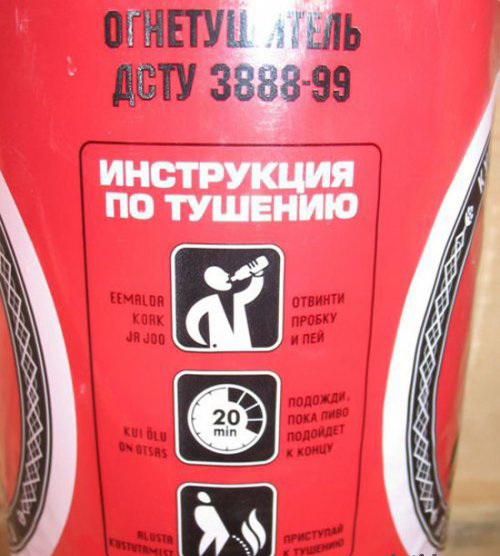 ОГНЕТУШИТЕЛЬ
ДСТУ 3888-99
ИНСТРУКЦИЯ
ПО ТУШЕНИЮ
EEMALDA
KORK
JA JOO
ОТВИНТИ
ПРОБКУ
И ПЕЙ
20
min
KUI ÕLU
ON OTSAS
ПОДОЖДИ,
ПОКА ПИВО
ПОДОЙДЕТ
К КОНЦУ
ALUSTA
KUSTUTAMIST
ПРИСТУПАЙ
К ТУШЕНИЮ